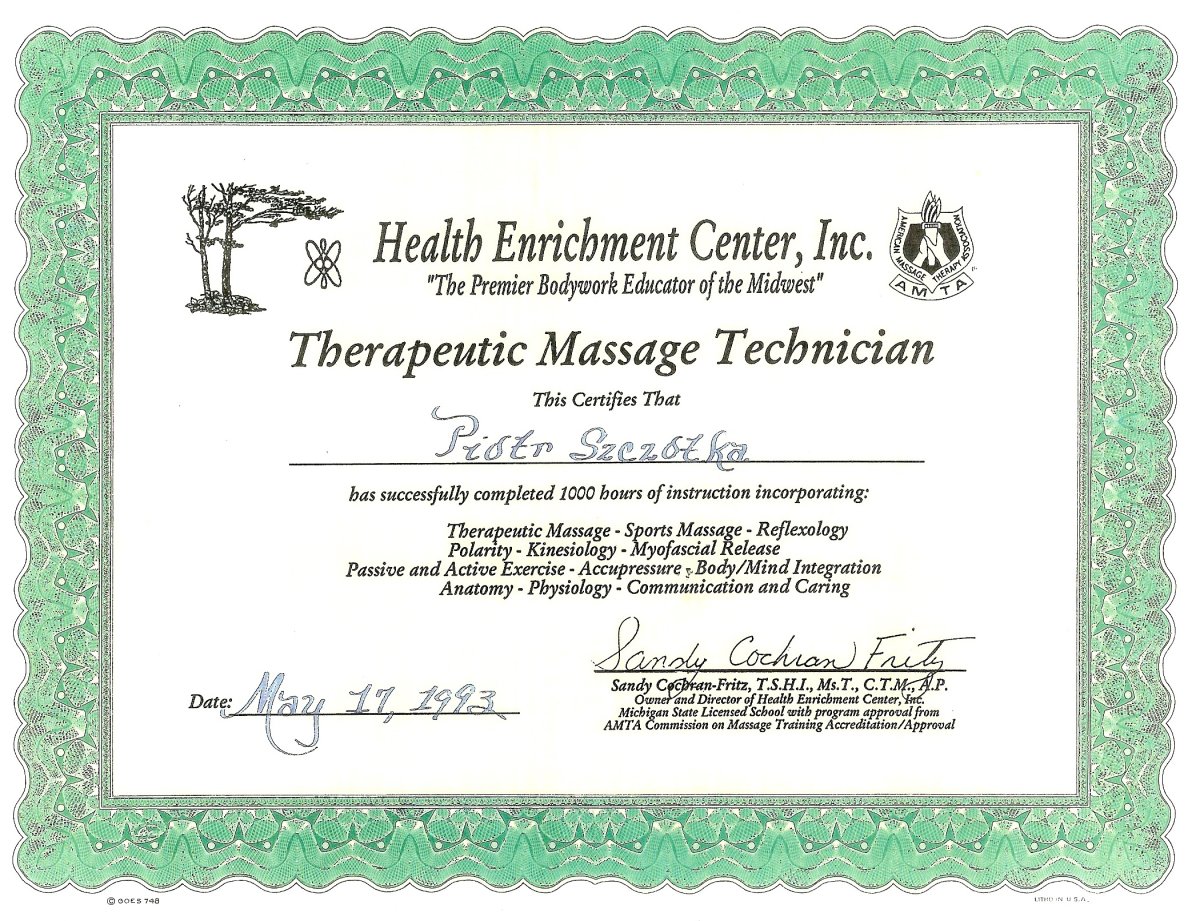 Health Enrichment Center, Inc.
"The Premier Bodywork Educator of the Midwest"
AMERICAN MASSAGE THERAPY ASSOCIATION
AMTA
Therapeutic Massage Technician
This Certifies That
Piotr Szczotka
has successfully completed 1000 hours of instruction incorporating:
Therapeutic Massage - Sports Massage - Reflexology
Polarity - Kinesiology - Myofascial Release
Passive and Active Exercise - Accupressure - Body/Mind Integration
Anatomy - Physiology - Communication and Caring
Sandy Cochran Fritz
Sandy Cochran-Fritz, T.S.H.I., Ms.T., C.T.M., A.P.
Owner and Director of Health Enrichment Center, Inc.
Michigan State Licensed School with program approval from
AMTA Commission on Massage Training Accreditation/Approval
Date: May 17, 1993
© GOES 748
LITHO IN U.S.A.